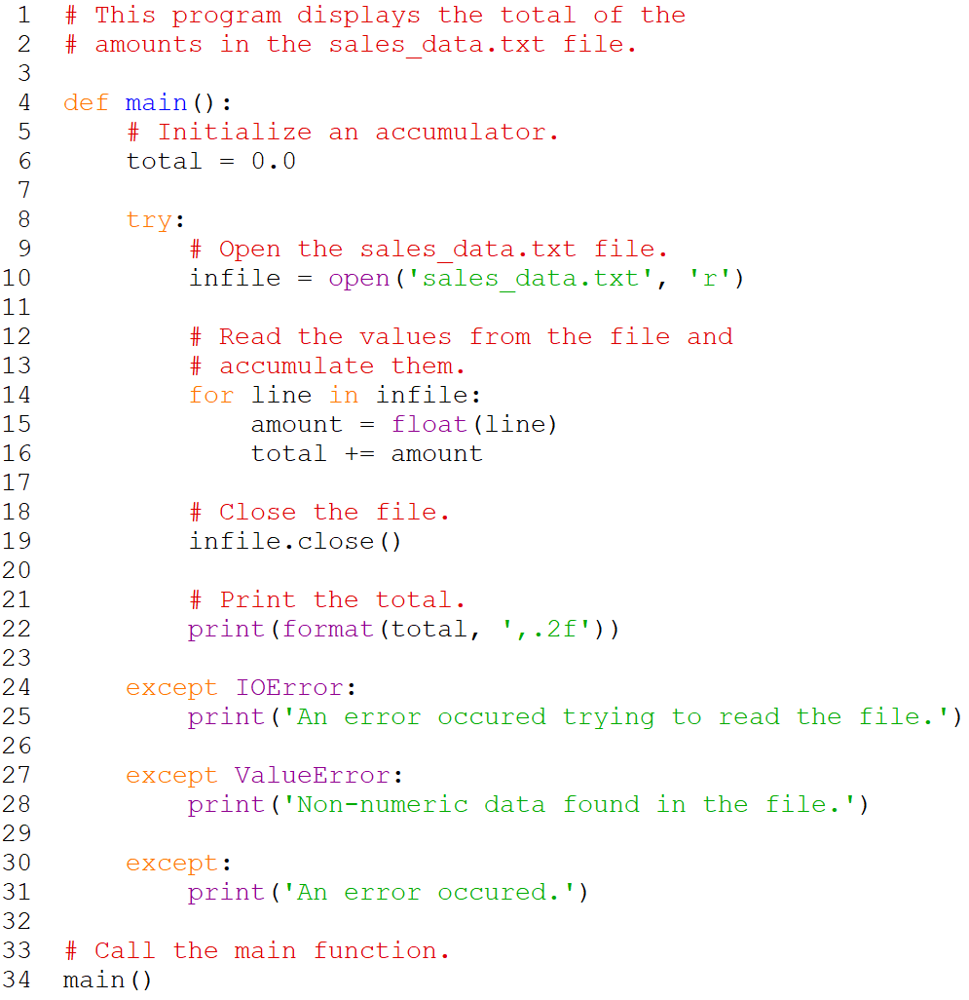 1 # This program displays the total of the
2 # amounts in the sales_data.txt file.
3
4 def main():
5     # Initialize an accumulator.
6     total = 0.0
7
8     try:
9         # Open the sales_data.txt file.
10         infile = open('sales_data.txt', 'r')
11
12         # Read the values from the file and
13         # accumulate them.
14         for line in infile:
15             amount = float(line)
16             total += amount
17
18         # Close the file.
19         infile.close()
20
21         # Print the total.
22         print(format(total, ',.2f'))
23
24     except IOError:
25         print('An error occured trying to read the file.')
26
27     except ValueError:
28         print('Non-numeric data found in the file.')
29
30     except:
31         print('An error occured.')
32
33 # Call the main function.
34 main()